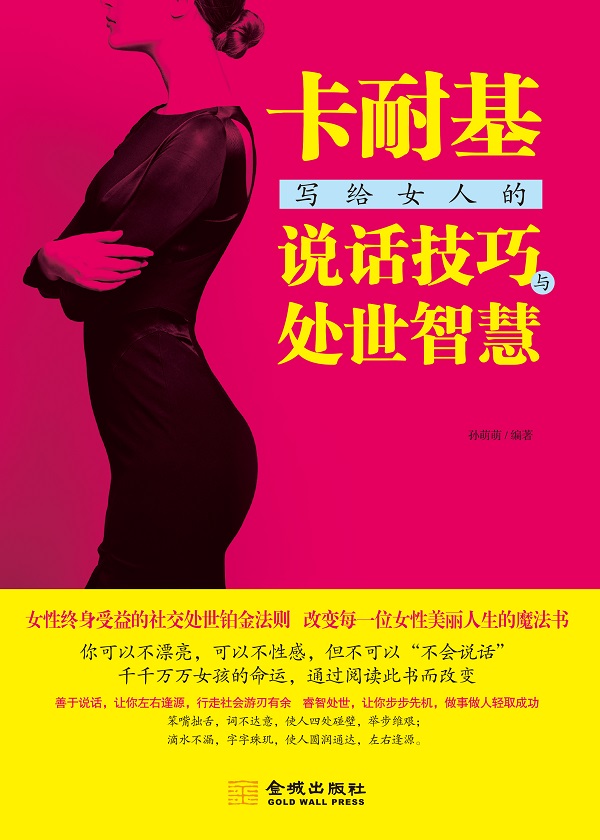 卡耐基
写给女人的
说话技巧与
处世智慧
孙萌萌/编著
女性终身受益的社交处世铂金法则 改变每一位女性美丽人生的魔法书
你可以不漂亮，可以不性感，但不可以“不会说话”
千千万万女孩的命运，通过阅读此书而改变
善于说话，让你左右逢源，行走社会游刃有余 睿智处世，让你步步先机，做事做人轻取成功
笨嘴拙舌，词不达意，使人四处碰壁，举步维艰；
滴水不漏，字字珠玑，使人圆润通达，左右逢源。
金城出版社
GOLD WALL PRESS